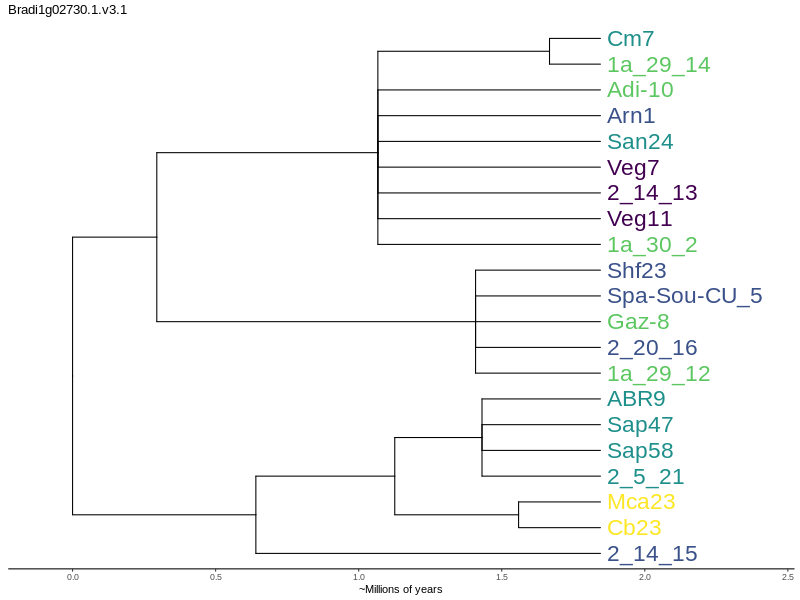 Bradi1g02730.1.v3.1
Cm7
1a_29_14
Adi-10
Arn1
San24
Veg7
2_14_13
Veg11
1a_30_2
Shf23
Spa-Sou-CU_5
Gaz-8
2_20_16
1a_29_12
ABR9
Sap47
Sap58
2_5_21
Mca23
Cb23
2_14_15
0.0 0.5 1.0 1.5 2.0 2.5
~Millions of years